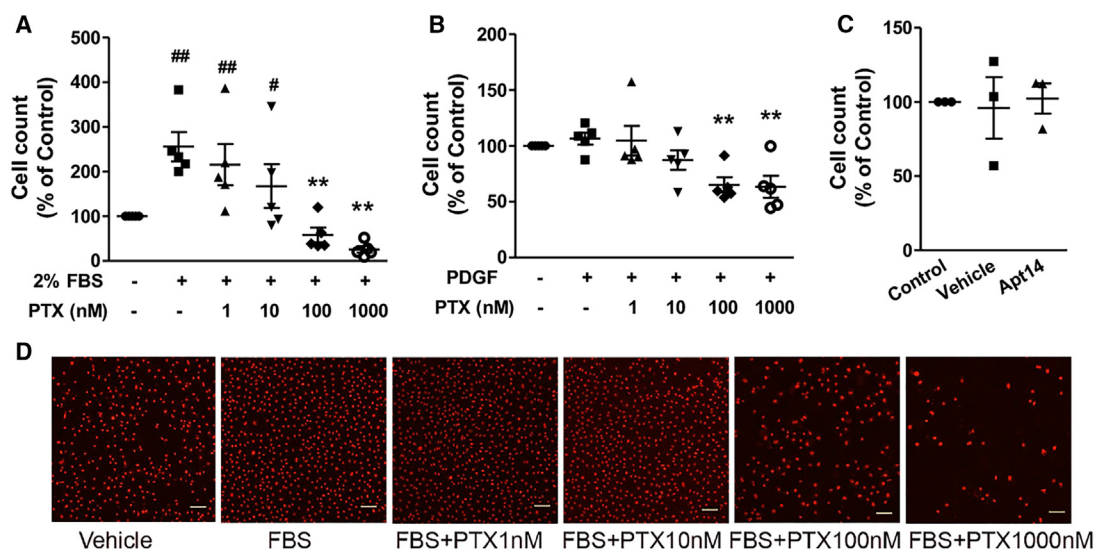 A
Cell count
(% of Control)
500
400
300
200
100
0
## ## # ** **
2% FBS - + + + + +
PTX (nM) - - 1 10 100 1000
B
Cell count
(% of Control)
200
150
100
50
0
** **
PDGF - + + + + +
PTX (nM) - - 1 10 100 1000
C
Cell count
(% of Control)
150
100
50
0
Control Vehicle Apt14
D
Vehicle FBS FBS+PTX1nM FBS+PTX10nM FBS+PTX100nM FBS+PTX1000nM